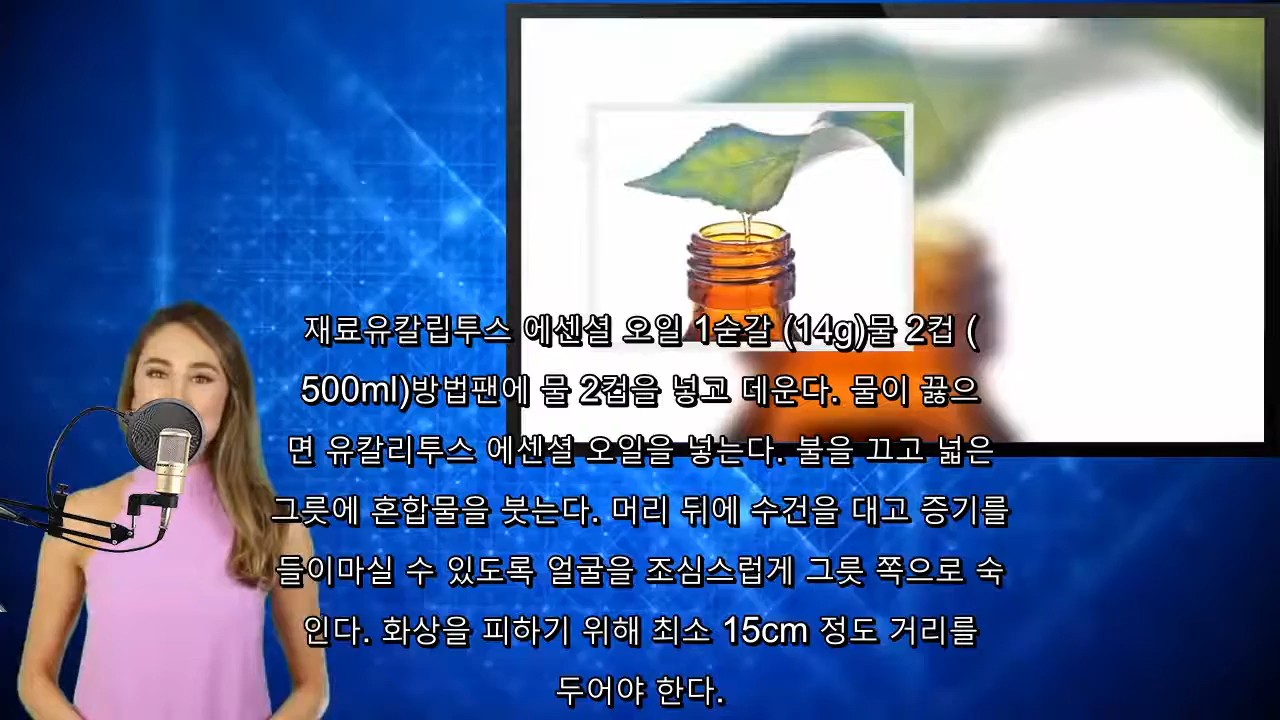 재료유칼립투스 에센셜 오일 1숟갈 (14g)물 2컵 (
500ml)방법팬에 물 2컵을 넣고 데운다. 물이 끓으
면 유칼리투스 에센셜 오일을 넣는다. 불을 끄고 넓은
그릇에 혼합물을 붓는다. 머리 뒤에 수건을 대고 증기를
들이마실 수 있도록 얼굴을 조심스럽게 그릇 쪽으로 숙
인다. 화상을 피하기 위해 최소 15cm 정도 거리를
두어야 한다.